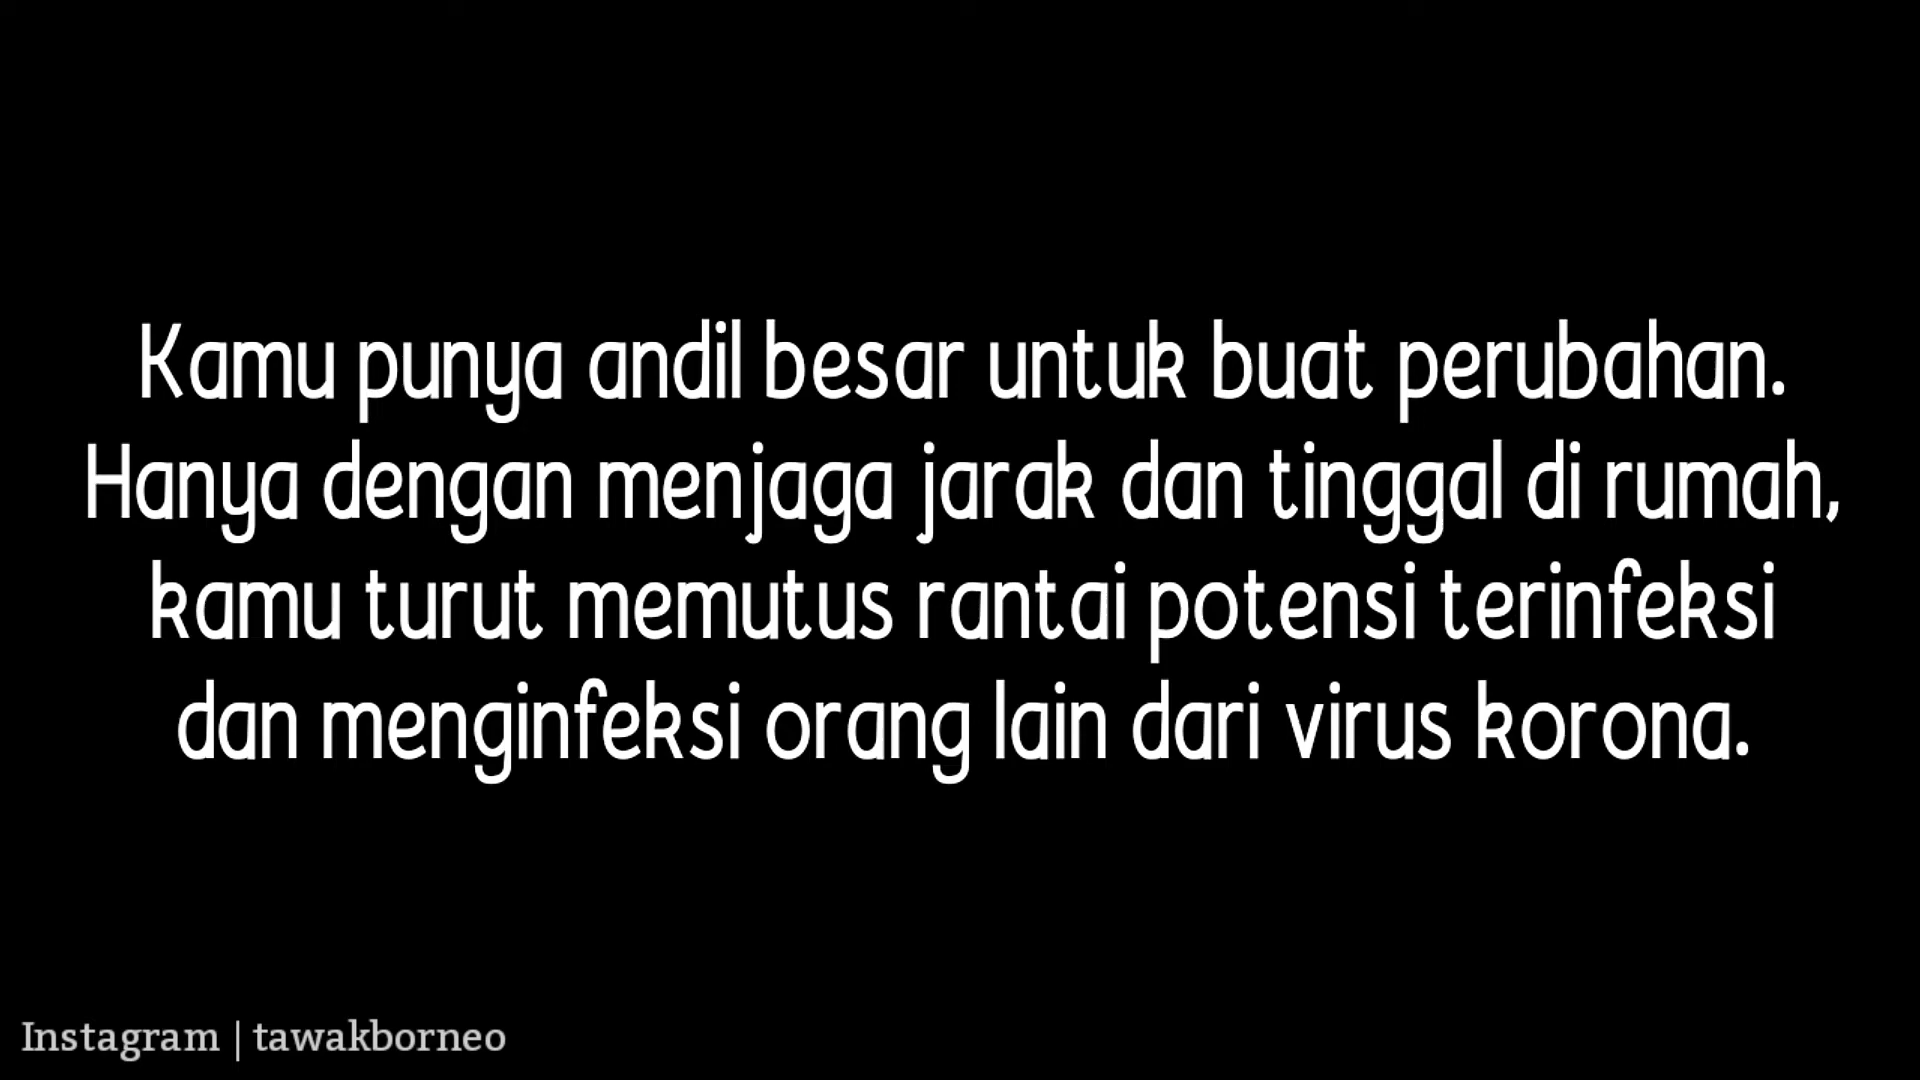 Kamu punya andil besar untuk buat perubahan.
Hanya dengan menjaga jarak dan tinggal di rumah,
kamu turut memutus rantai potensi terinfeksi
dan menginfeksi orang lain dari virus korona.
Instagram | tawakborneo